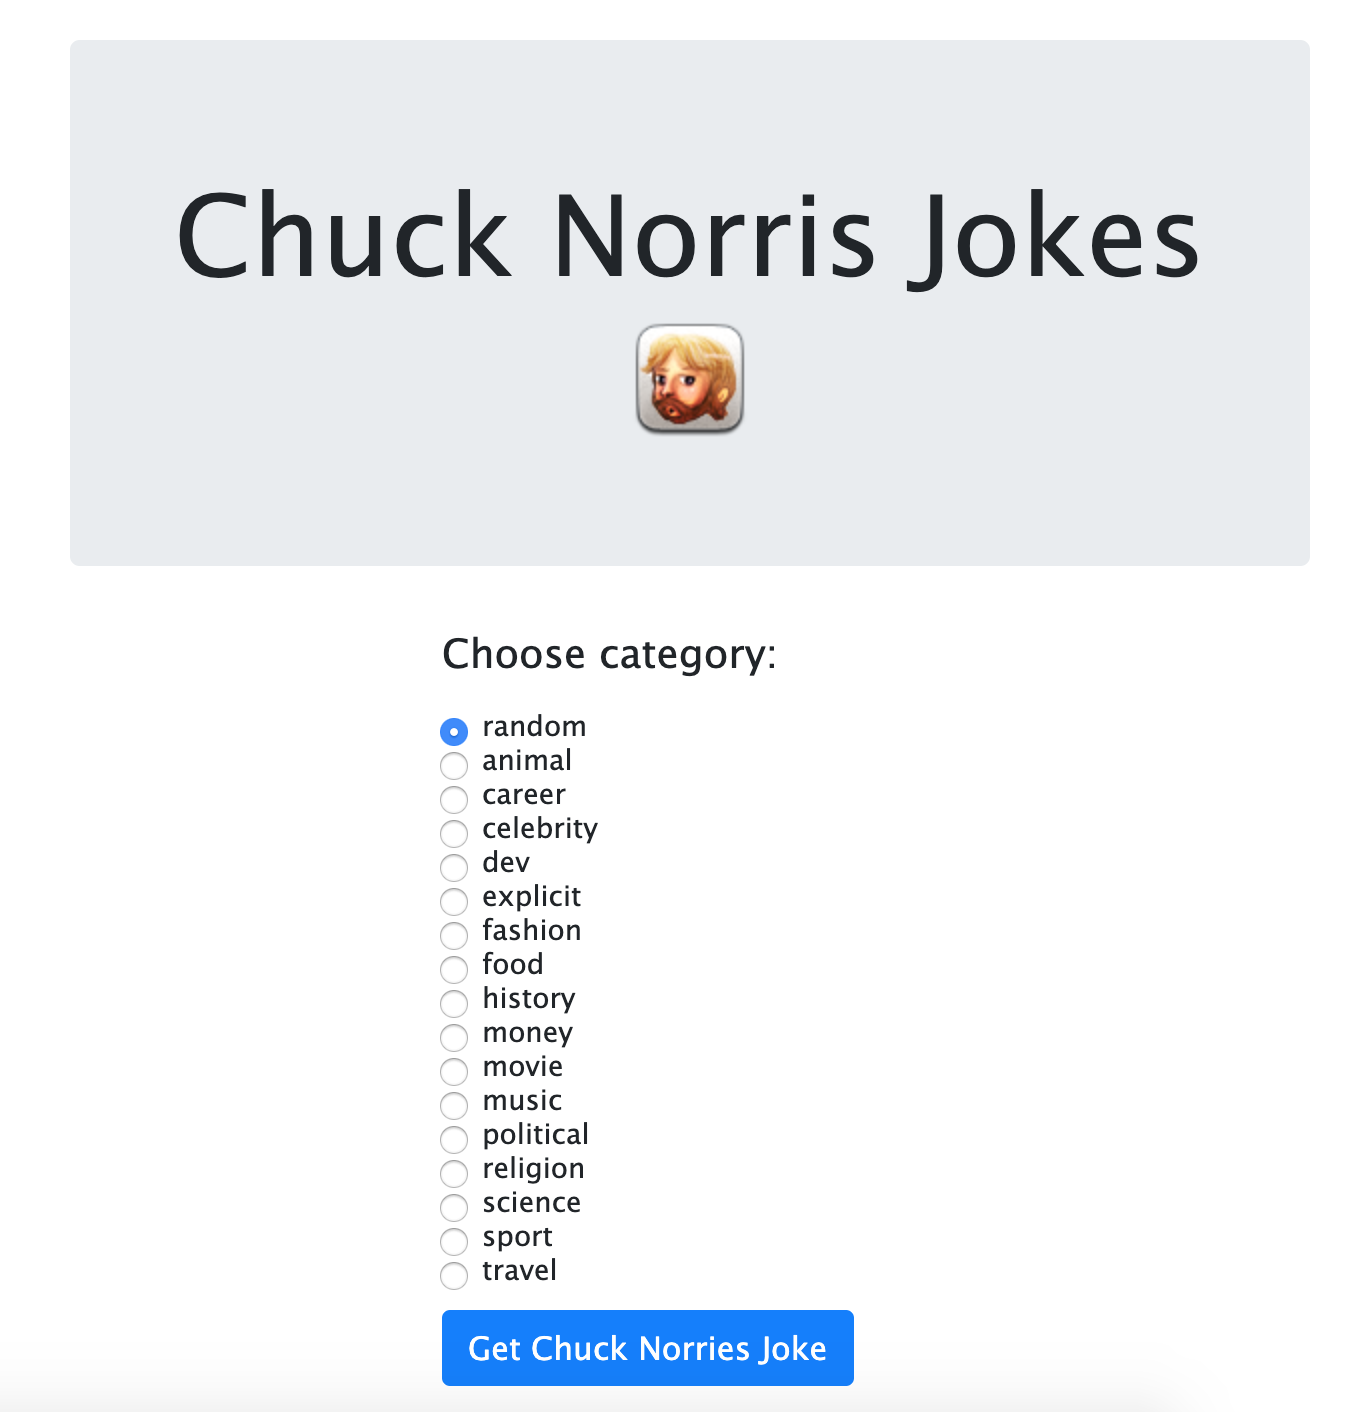 Chuck Norris Jokes
Choose category:
random
animal
career
celebrity
dev
explicit
fashion
food
history
money
movie
music
political
religion
science
sport
travel
Get Chuck Norries Joke